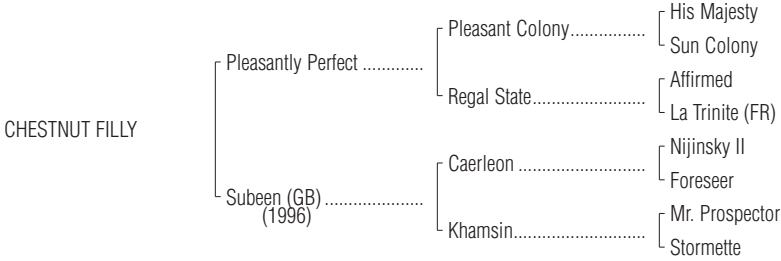 His Majesty
Pleasant Colony................
Sun Colony
Pleasantly Perfect .............
Affirmed
Regal State........................
La Trinite (FR)
CHESTNUT FILLY
Nijinsky II
Caerleon ...........................
Foreseer
Subeen (GB) .....................
(1996)
Mr. Prospector
Khamsin............................
Stormette